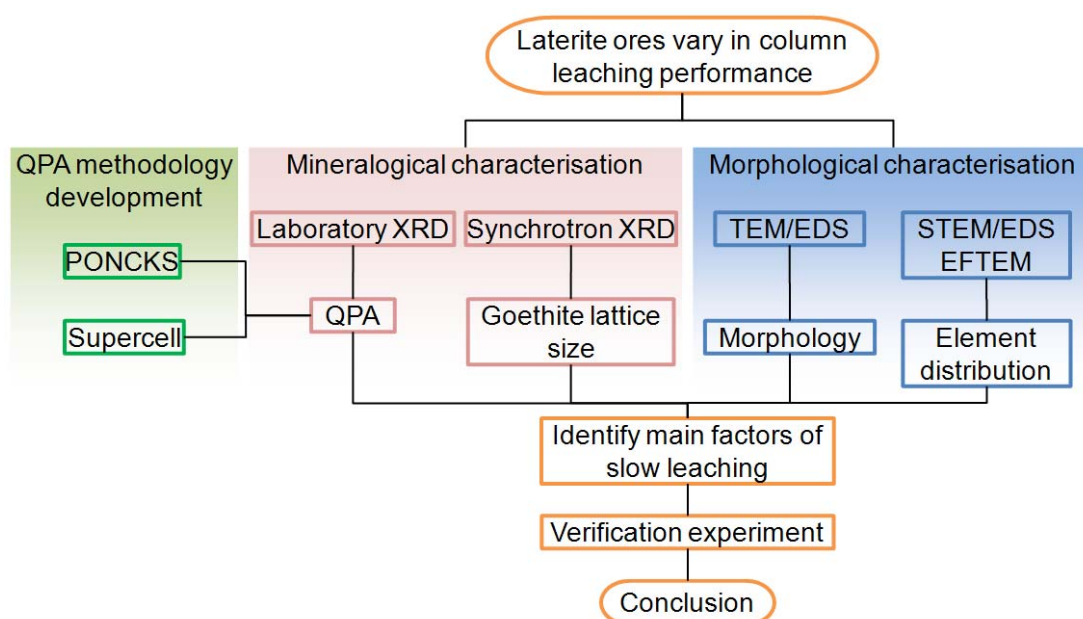 Laterite ores vary in column
leaching performance
QPA methodology
development
PONCKS
Supercell
Mineralogical characterisation
Laboratory XRD
Synchrotron XRD
QPA
Goethite lattice
size
Morphological characterisation
TEM/EDS
STEM/EDS
EFTEM
Morphology
Element
distribution
Identify main factors of
slow leaching
Verification experiment
Conclusion